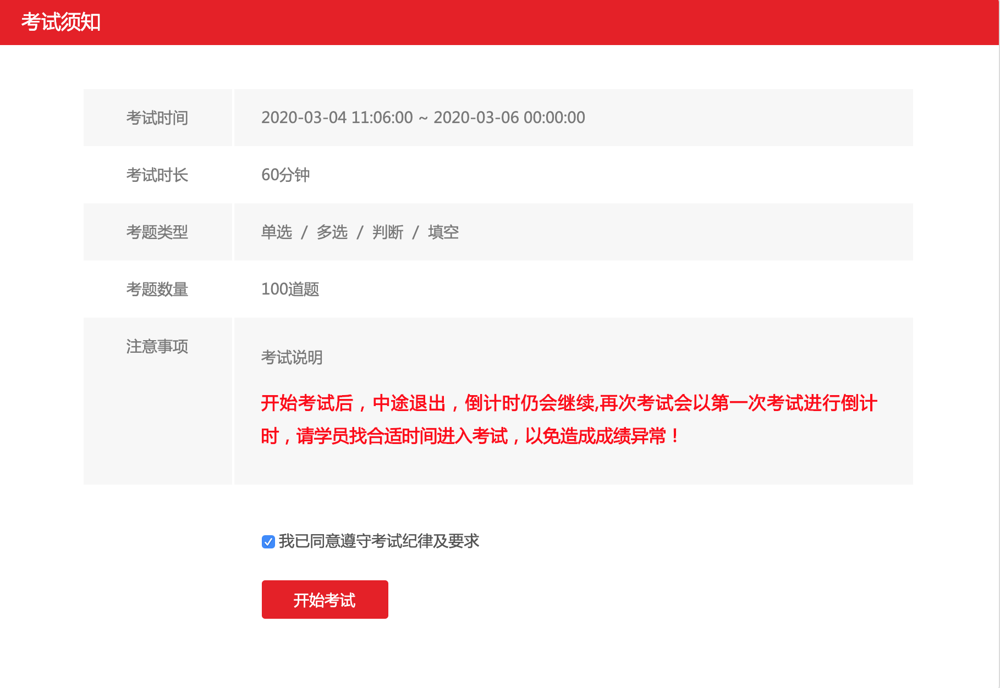 考试须知
考试时间 2020-03-04 11:06:00 ~ 2020-03-06 00:00:00
考试时长 60分钟
考题类型 单选 / 多选 / 判断 / 填空
考题数量 100道题
注意事项
考试说明
开始考试后，中途退出，倒计时仍会继续,再次考试会以第一次考试进行倒计
时，请学员找合适时间进入考试，以免造成成绩异常！
我已同意遵守考试纪律及要求
开始考试